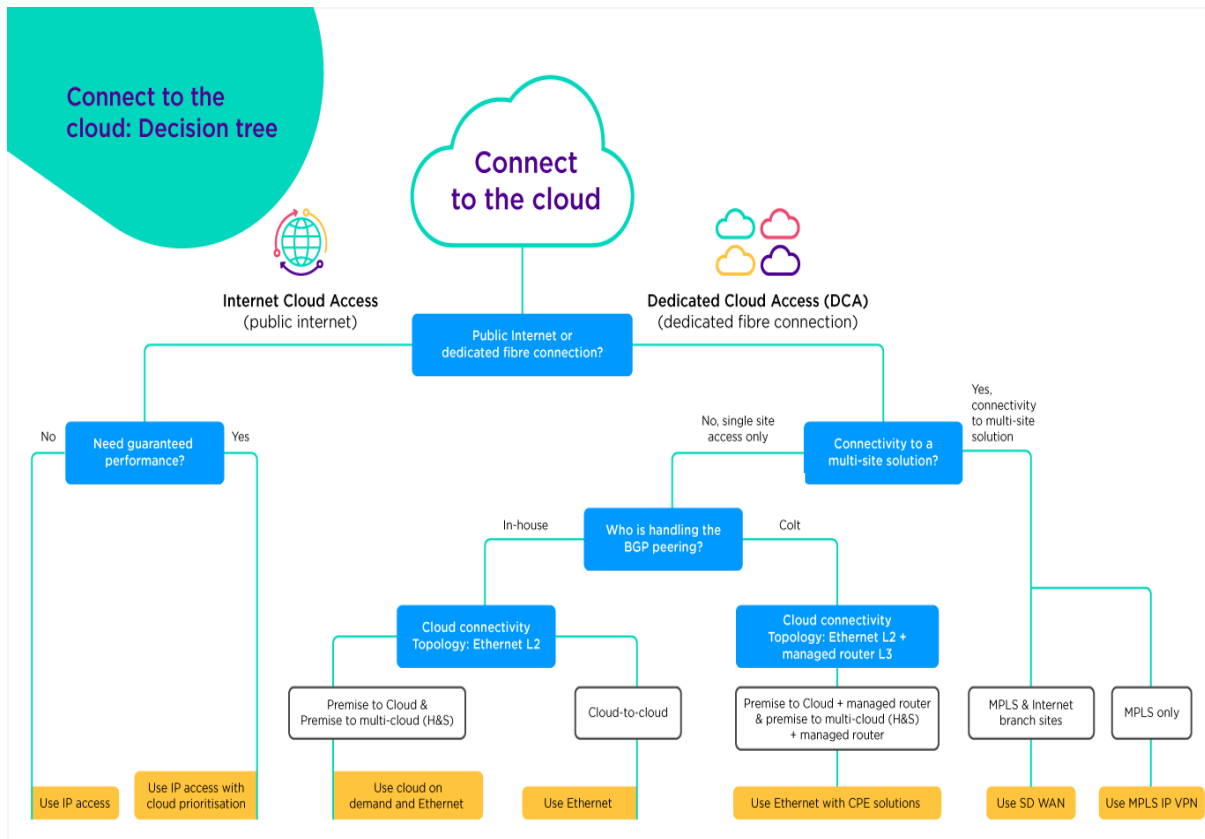 Connect to the
cloud: Decision tree
Connect
to the cloud
Internet Cloud Access
(public internet)
Dedicated Cloud Access (DCA)
(dedicated fibre connection)
Public Internet or
dedicated fibre connection?
No
Need guaranteed
performance?
Yes
No, single site
access only
Connectivity to a
multi-site solution?
Yes,
connectivity
to multi-site
solution
In-house
Who is handling the
BGP peering?
Colt
Cloud connectivity
Topology: Ethernet L2
Cloud connectivity
Topology: Ethernet L2 +
managed router L3
Premise to Cloud &
Premise to multi-cloud (H&S)
Cloud-to-cloud
Premise to Cloud + managed router
& premise to multi-cloud (H&S)
+ managed router
MPLS & Internet
branch sites
MPLS only
Use IP access
Use IP access with
cloud prioritisation
Use cloud on
demand and Ethernet
Use Ethernet
Use Ethernet with CPE solutions
Use SD WAN
Use MPLS IP VPN